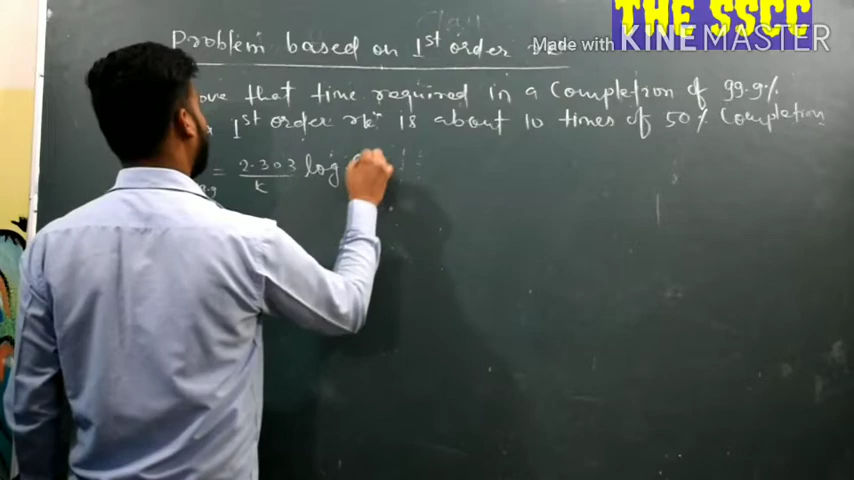 THE SSCC
Made with KINEMASTER
Problem based on 1st order
ove that time required in a Completion of 99.9%
1st order rxn is about 10 times of 50% Completion
= 2.303/K log